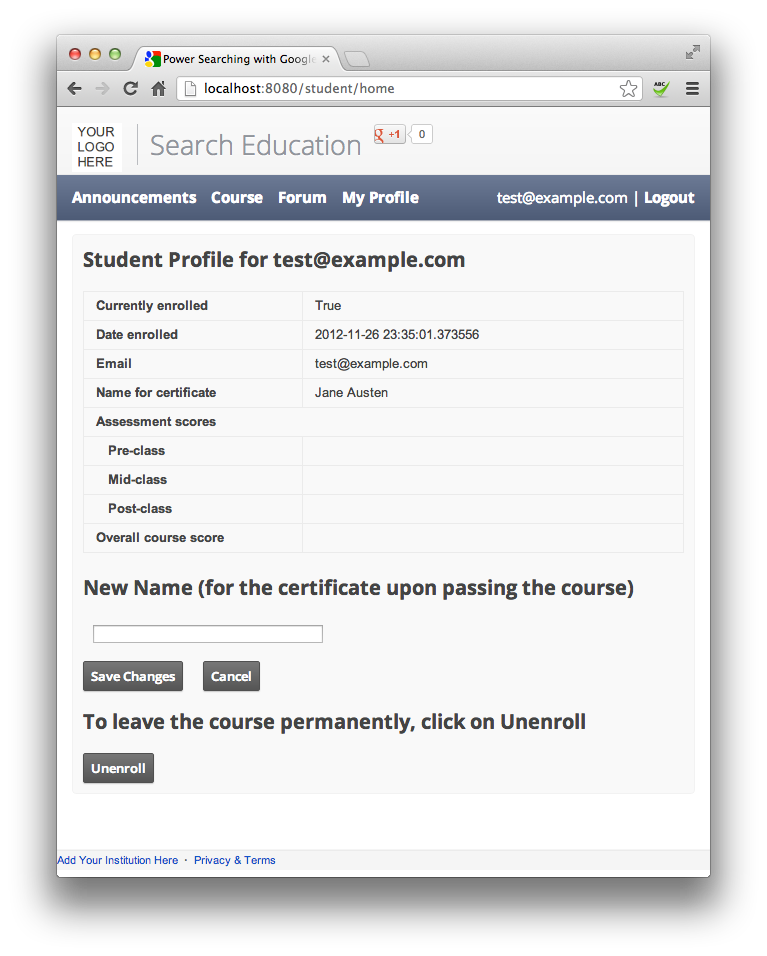 Power Searching with Google
localhost:8080/student/home
ABC
YOUR
LOGO
HERE
Search Education
g +1 0
Announcements Course Forum My Profile test@example.com | Logout
Student Profile for test@example.com
Currently enrolled True
Date enrolled 2012-11-26 23:35:01.373556
Email test@example.com
Name for certificate Jane Austen
Assessment scores
Pre-class
Mid-class
Post-class
Overall course score
New Name (for the certificate upon passing the course)
Save Changes Cancel
To leave the course permanently, click on Unenroll
Unenroll
Add Your Institution Here · Privacy & Terms